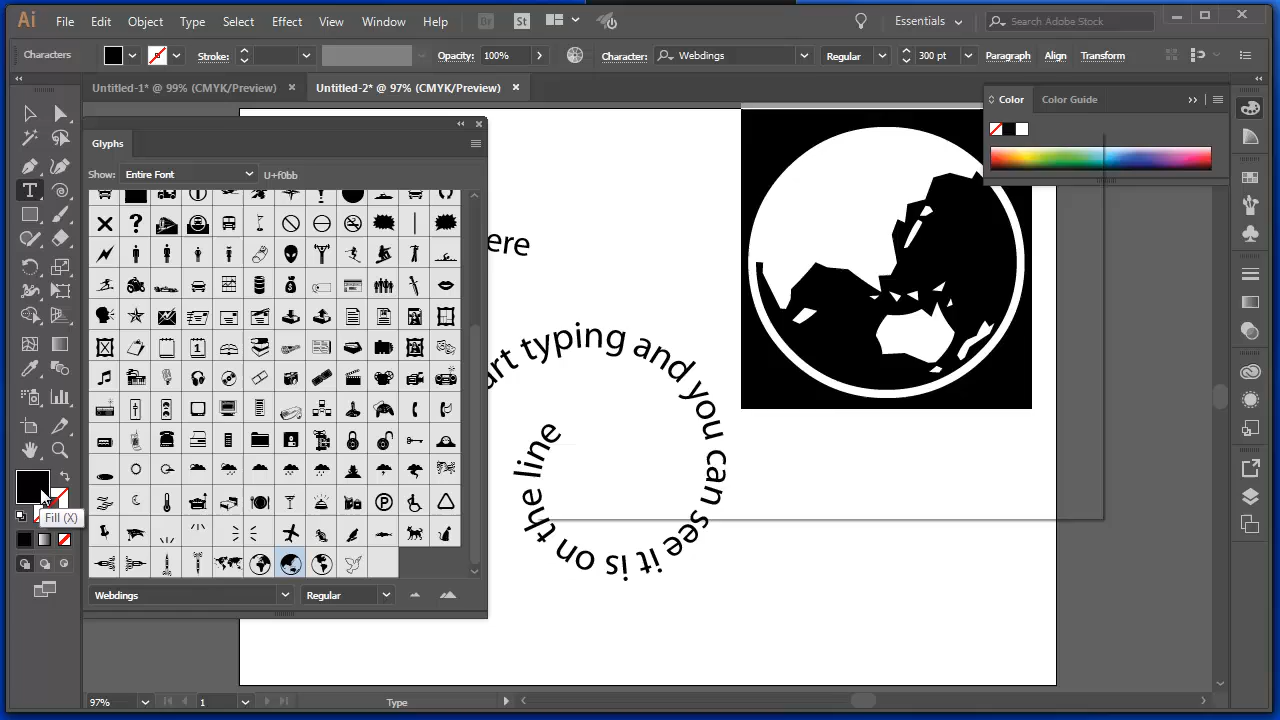 Ai File Edit Object Type Select Effect View Window Help Br St Essentials Search Adobe Stock
Characters Stroke: Opacity: 100% Character: Webdings Regular 300 pt Paragraph Align Transform
Untitled-1* @ 99% (CMYK/Preview) × Untitled-2* @ 97% (CMYK/Preview) ×
Color Color Guide
Glyphs
Show: Entire Font U+f0bb
ere
art typing and you can see it is on the line
Fill (X)
Webdings Regular
97% 1 Type